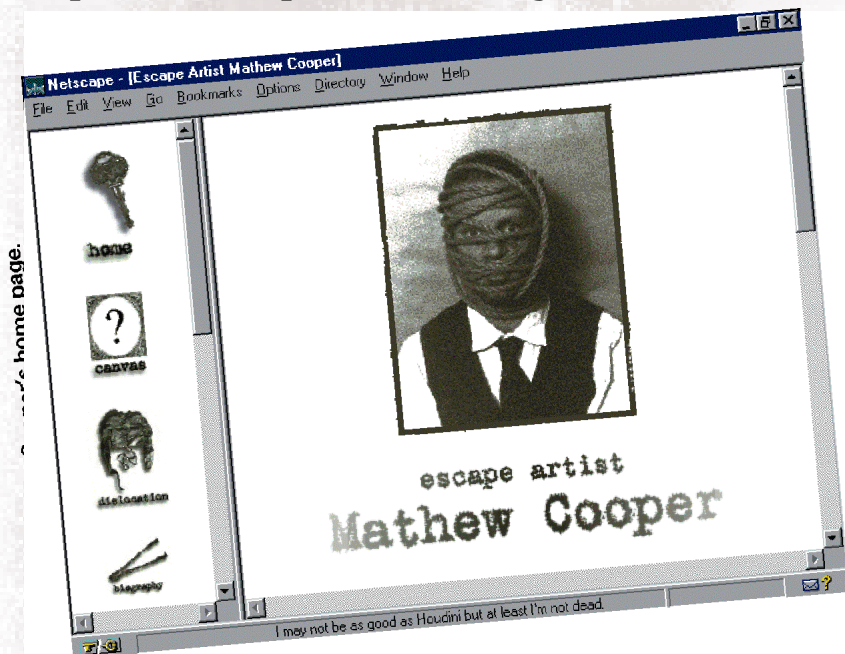 Netscape - [Escape Artist Mathew Cooper]
File Edit View Go Bookmarks Options Directory Window Help
home
?
canvas
dislocation
biography
escape artist
Mathew Cooper
I may not be as good as Houdini but at least I'm not dead.
home page.